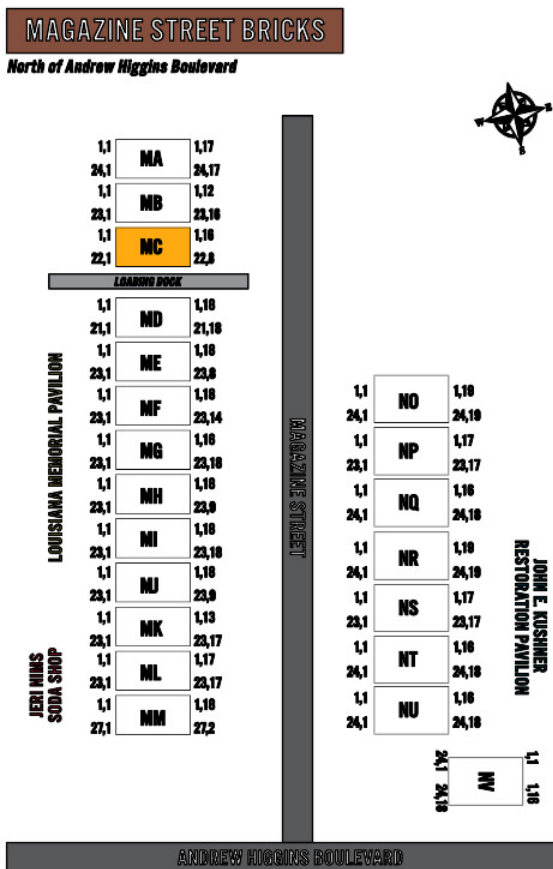 MAGAZINE STREET BRICKS
North of Andrew Higgins Boulevard
N
W
E
S
1,1 MA 1,17
24,1 24,17
1,1 MB 1,12
23,1 23,16
1,1 MC 1,16
22,1 22,8
LOADING DOCK
1,1 MD 1,18
21,1 21,18
1,1 ME 1,18
23,1 23,8
1,1 MF 1,18
23,1 23,14
1,1 MG 1,16
23,1 23,18
1,1 MH 1,18
23,1 23,9
1,1 MI 1,18
23,1 23,18
1,1 MJ 1,18
23,1 23,9
1,1 MK 1,13
23,1 23,17
1,1 ML 1,17
23,1 23,17
1,1 MM 1,18
27,1 27,2
LOUISIANA MEMORIAL PAVILION
JERI NIMS
SODA SHOP
MAGAZINE STREET
1,1 NO 1,19
24,1 24,19
1,1 NP 1,17
23,1 23,17
1,1 NQ 1,16
24,1 24,18
1,1 NR 1,19
24,1 24,19
1,1 NS 1,17
23,1 23,17
1,1 NT 1,16
24,1 24,18
1,1 NU 1,16
24,1 24,18
JOHN E. KUSHNER
RESTORATION PAVILION
1,1 NV 1,16
24,1 24,18
ANDREW HIGGINS BOULEVARD